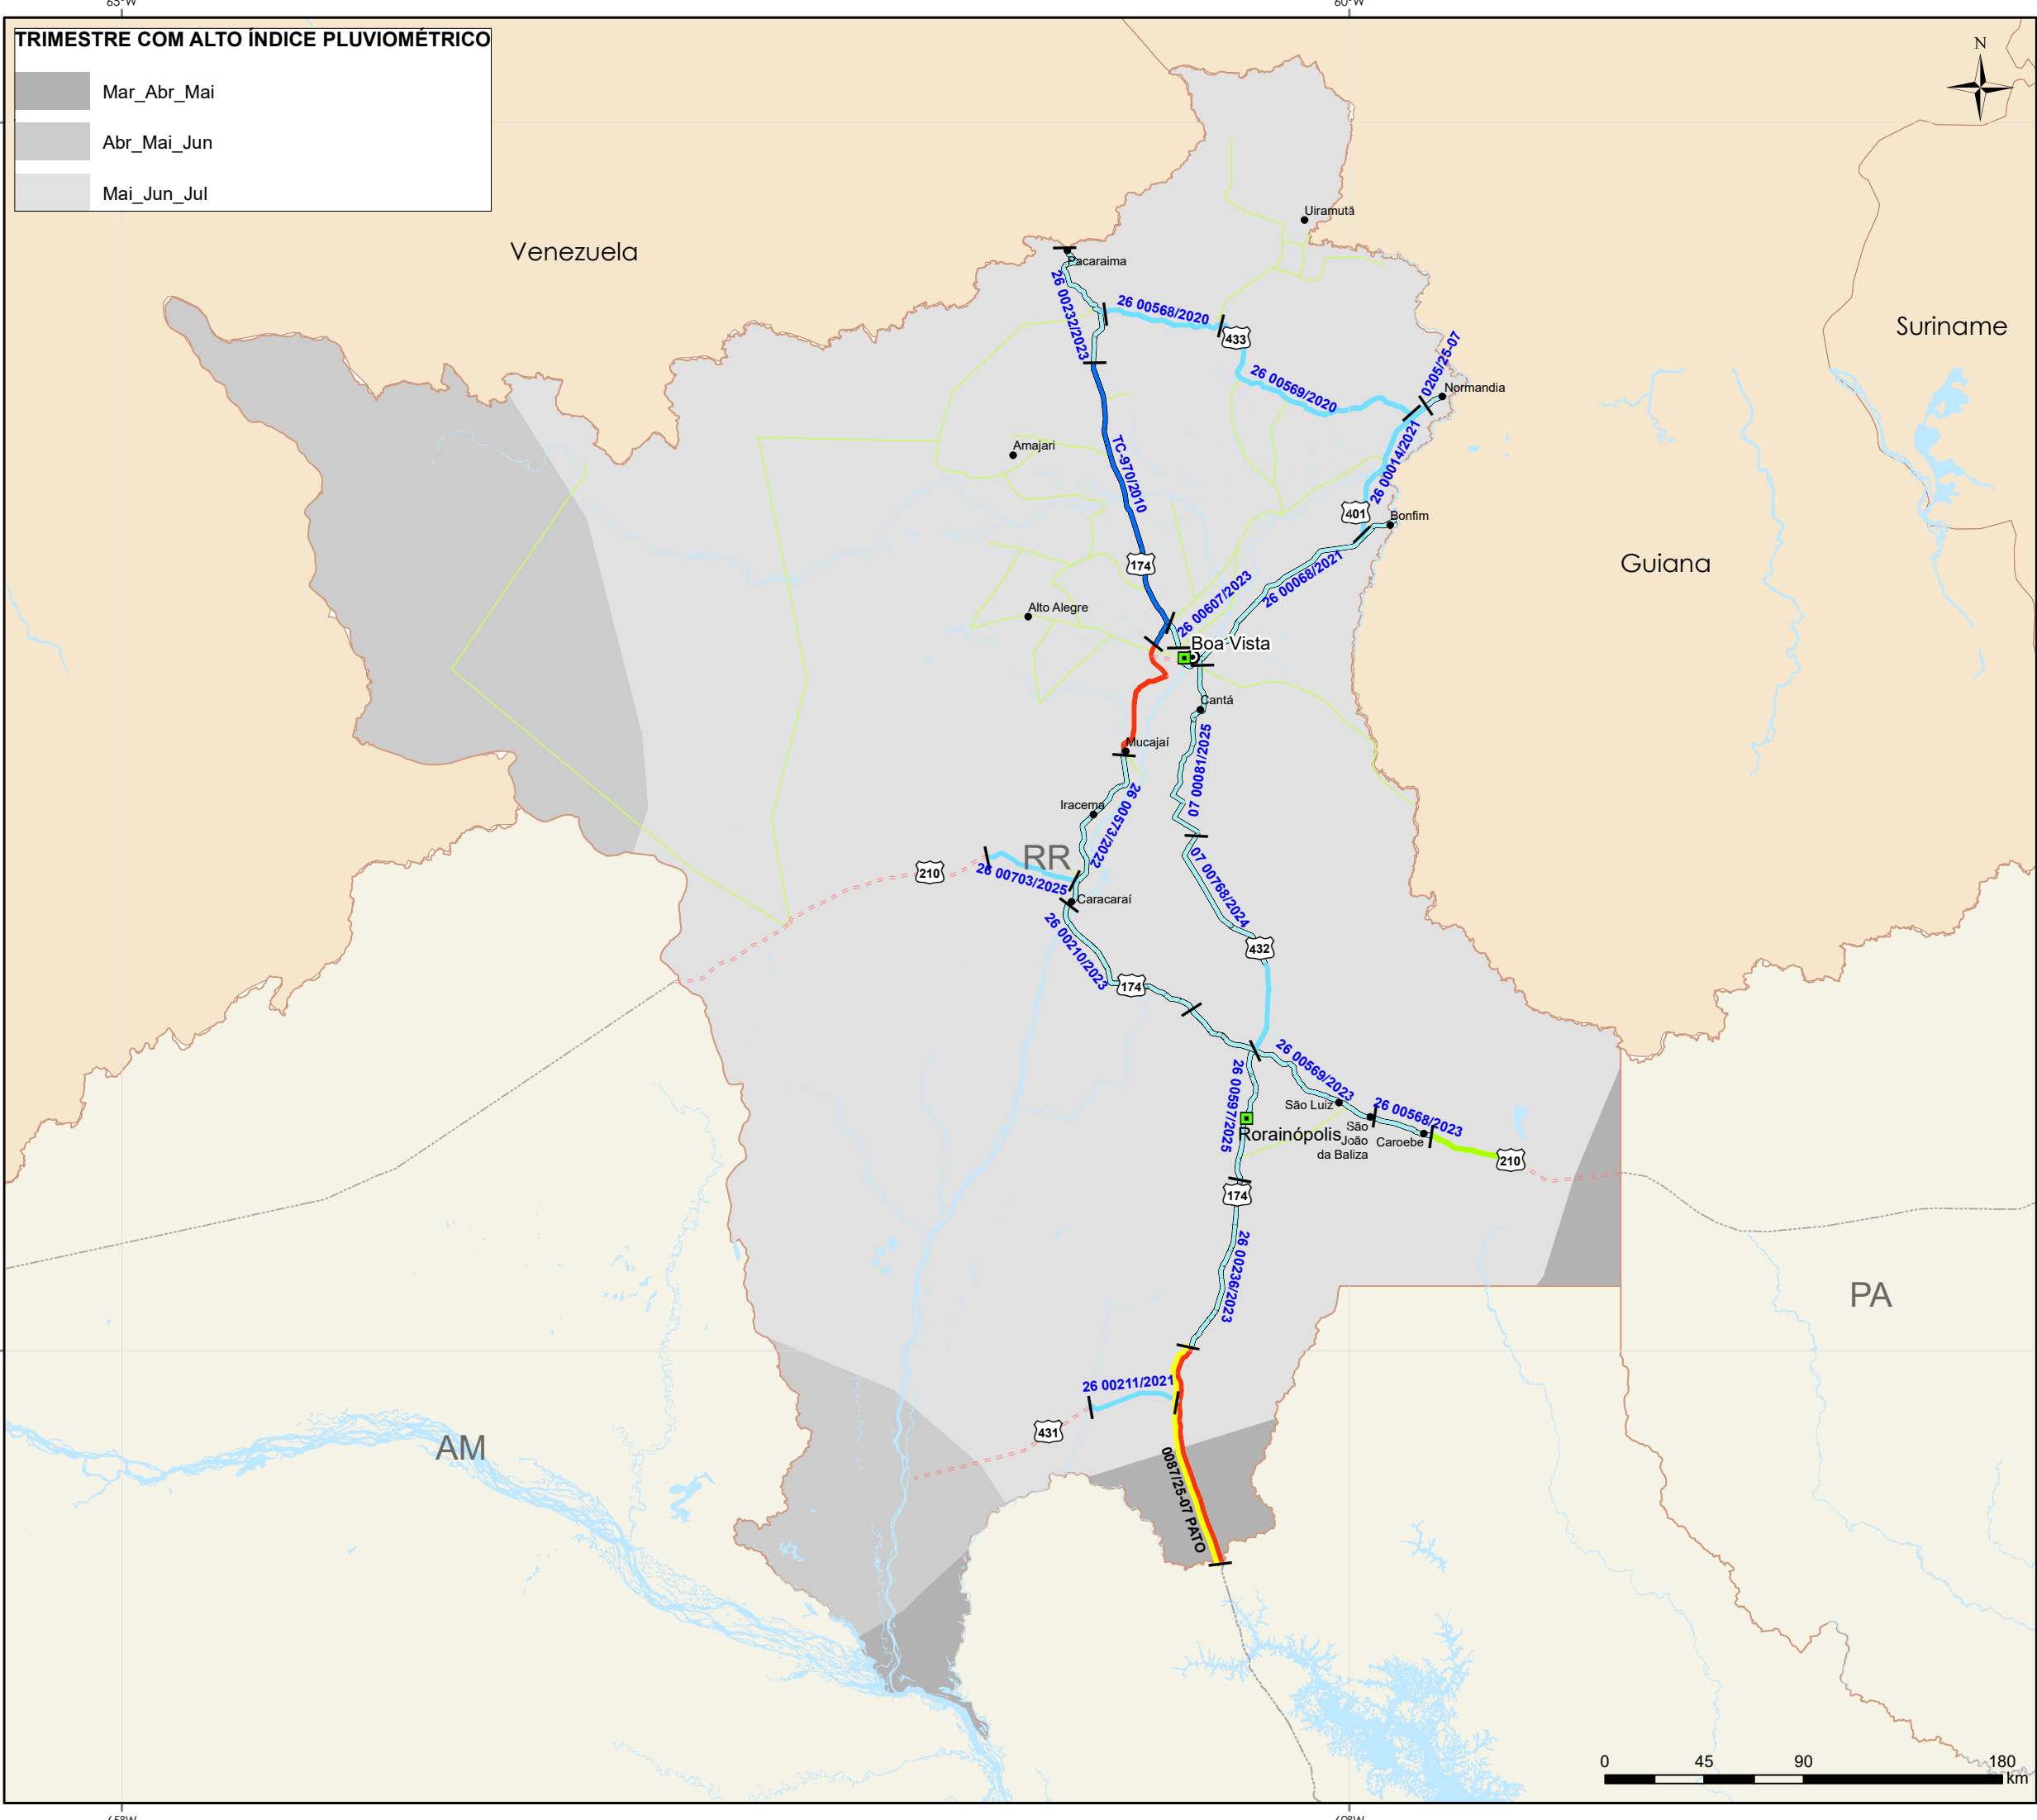 65°W
60°W
TRIMESTRE COM ALTO ÍNDICE PLUVIOMÉTRICO
Mar_Abr_Mai
Abr_Mai_Jun
Mai_Jun_Jul
N
Venezuela
Suriname
Guiana
Uiramutã
Pacaraima
26 00232/2023
26 00568/2020
433
26 00569/2020
0205/25-07
Normandia
26 00014/2021
Amajari
TC-970/2010
401
Bonfim
174
26 00068/2021
26 00607/2023
Alto Alegre
Boa Vista
Cantá
Mucajaí
07 00081/2025
Iracema
26 00573/2022
RR
210
26 00703/2025
07 00768/2024
Caracaraí
26 00210/2023
432
174
26 00569/2023
26 00597/2025
São Luiz
26 00568/2023
Rorainópolis
São
João
da Baliza
Caroebe
210
174
26 00236/2023
PA
26 00211/2021
431
AM
0087/25-07 PATO
0 45 90 180
km
65°W
60°W